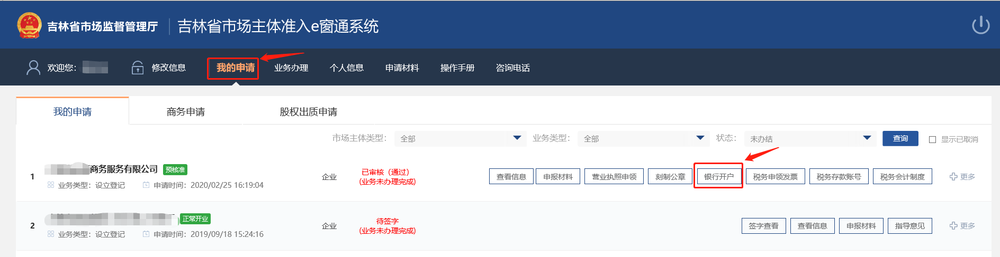 吉林省市场监督管理厅 吉林省市场主体准入e窗通系统
欢迎您： 修改信息 我的申请 业务办理 个人信息 申请材料 操作手册 咨询电话
我的申请 商务申请 股权出质申请
市场主体类型： 全部 业务类型： 全部 状态： 未办结 查询 显示已取消
1 商务服务有限公司 预核准 企业 已审核（通过） 查看信息 申报材料 营业执照申领 刻制公章 银行开户 税务申领发票 税务存款账号 税务会计制度 更多
业务类型：设立登记 申请时间：2020/02/25 16:19:04 (业务未办理完成)
2 正常开业 企业 待签字 签字查看 查看信息 申报材料 指导意见 更多
业务类型：设立登记 申请时间：2019/09/18 15:24:16 (业务未办理完成)